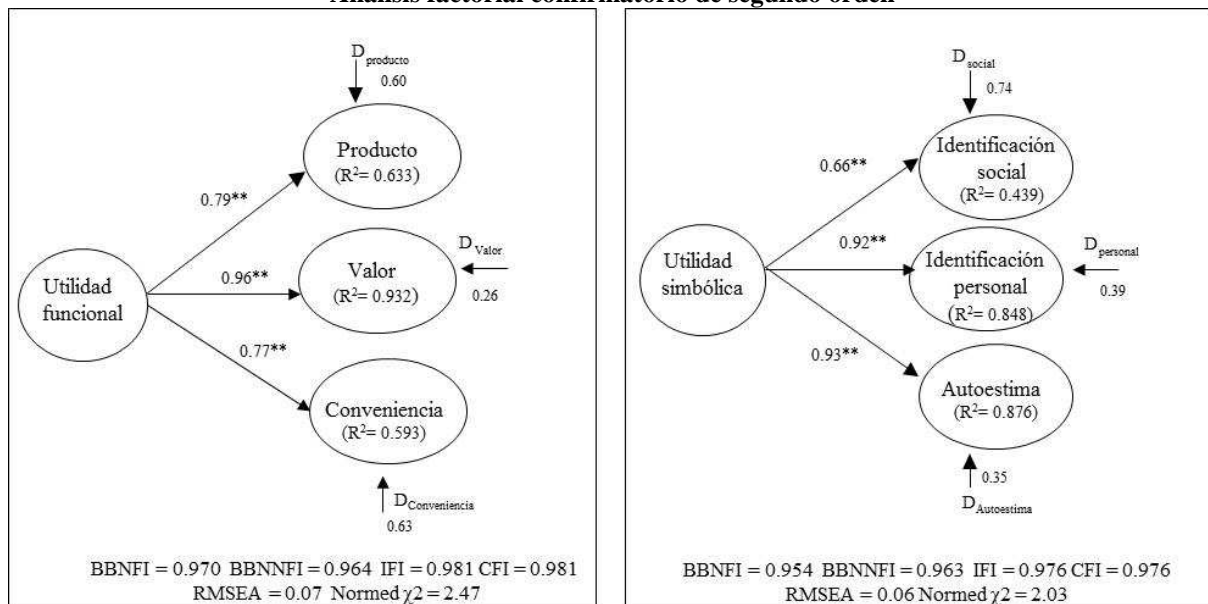 Análisis factorial confirmatorio de segundo orden
D producto
0.60
Producto
(R²= 0.633)
0.79**
D Valor
0.26
0.96**
Valor
(R²= 0.932)
Utilidad
funcional
0.77**
Conveniencia
(R²= 0.593)
D Conveniencia
0.63
BBNFI = 0.970 BBNNFI = 0.964 IFI = 0.981 CFI = 0.981
RMSEA = 0.07 Normed χ2 = 2.47
D social
0.74
Identificación
social
(R²= 0.439)
0.66**
D personal
0.39
0.92**
Identificación
personal
(R²= 0.848)
Utilidad
simbólica
0.93**
Autoestima
(R²= 0.876)
0.35
D Autoestima
BBNFI = 0.954 BBNNFI = 0.963 IFI = 0.976 CFI = 0.976
RMSEA = 0.06 Normed χ2 = 2.03